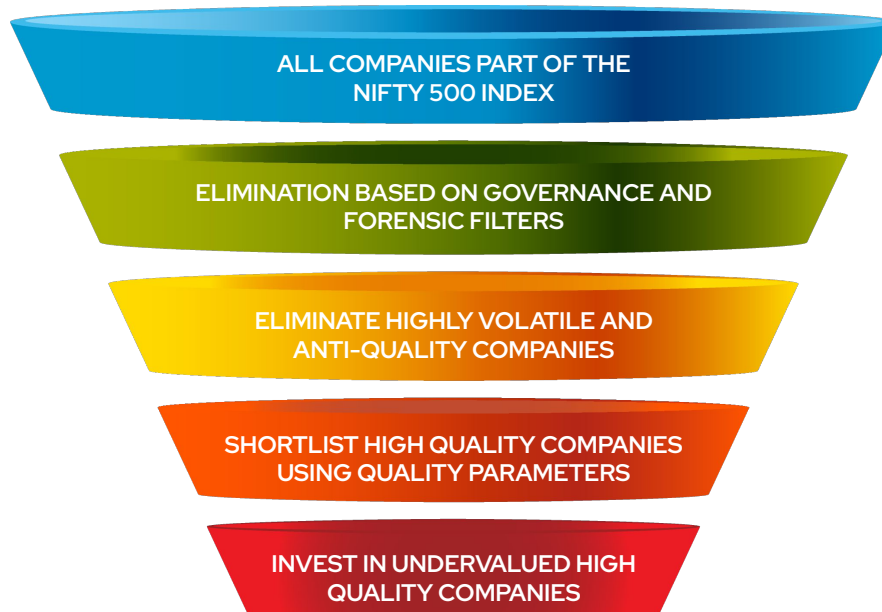 ALL COMPANIES PART OF THE
NIFTY 500 INDEX
ELIMINATION BASED ON GOVERNANCE AND
FORENSIC FILTERS
ELIMINATE HIGHLY VOLATILE AND
ANTI-QUALITY COMPANIES
SHORTLIST HIGH QUALITY COMPANIES
USING QUALITY PARAMETERS
INVEST IN UNDERVALUED HIGH
QUALITY COMPANIES